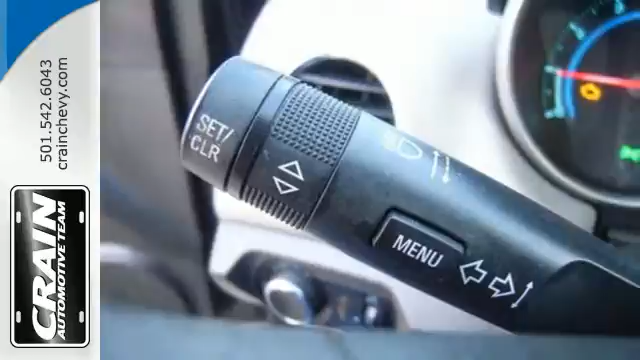 501.542.6043
crainchevy.com
CRAIN
AUTOMOTIVE TEAM
SET/
CLR
MENU